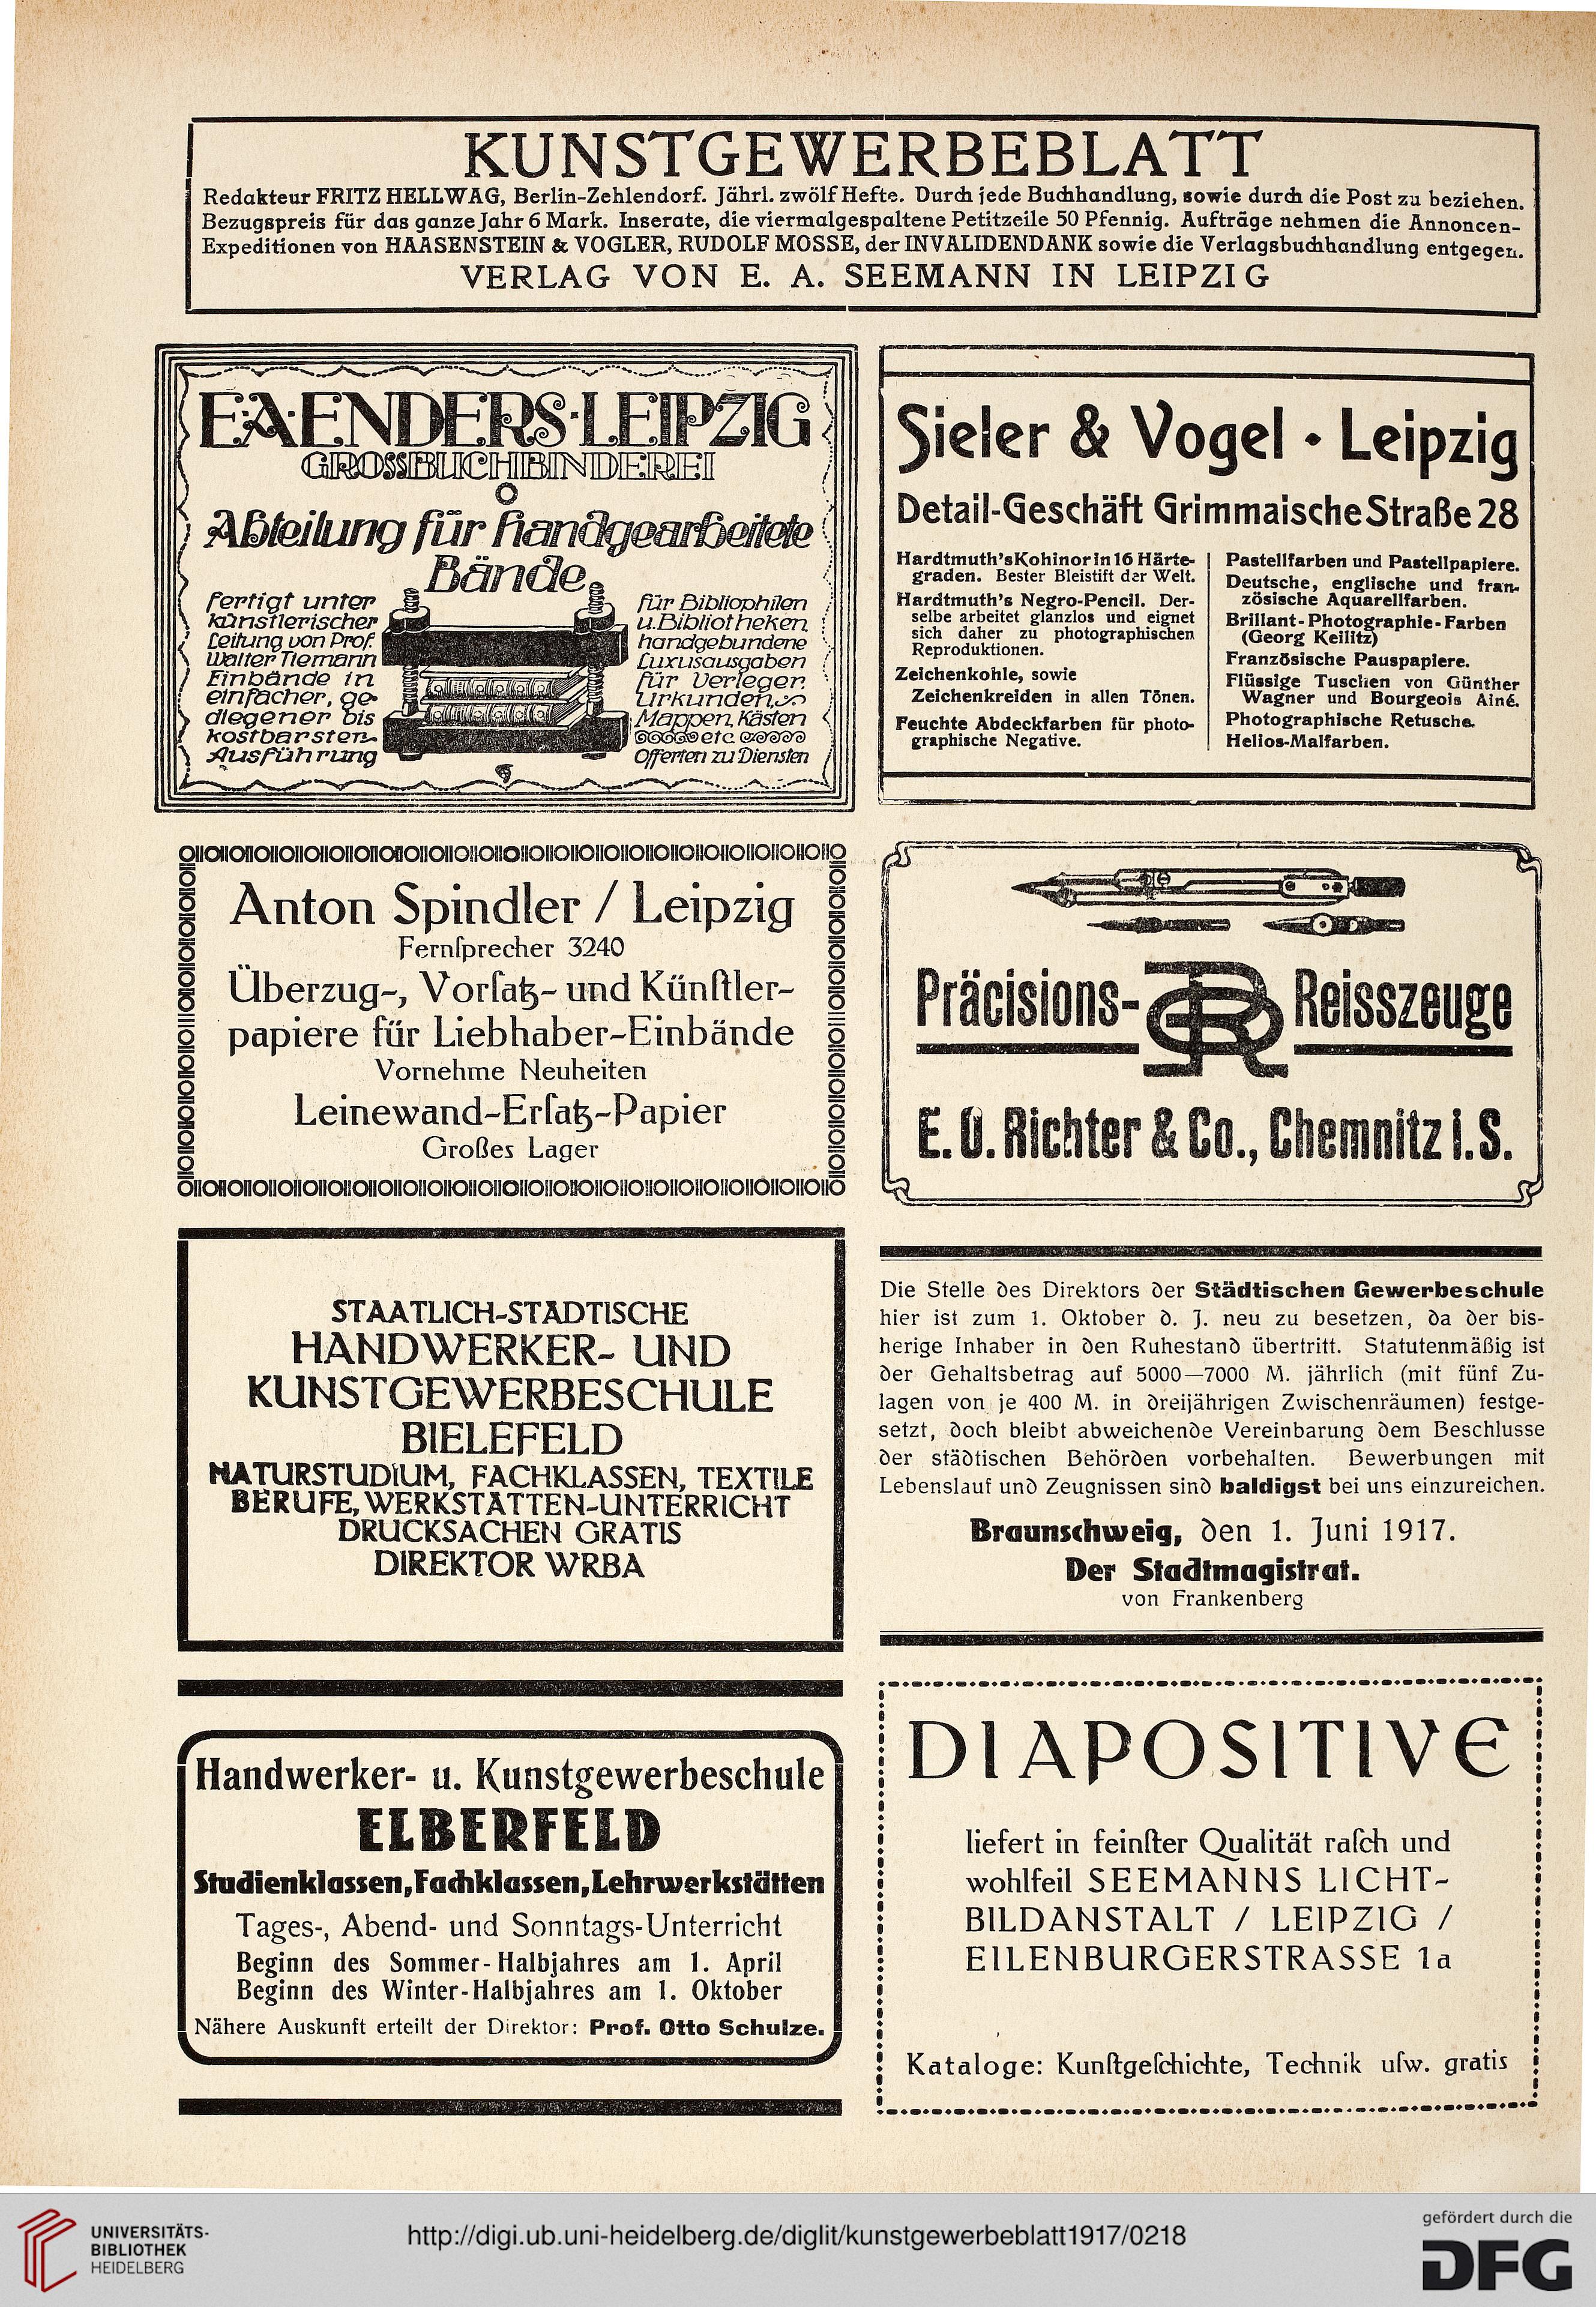 KUNSTGEWERBEBLATT
Redakteur FRITZ HELLWAG, Berlin-Zehlendorf. Jährl. zwölf Hefte. Durch jede Buchhandlung, sowie durch die Post zu beziehen.
Bezugspreis für das ganze Jahr 6 Mark. Inserate, die viermalgespaltene Petitzeile 50 Pfennig. Aufträge nehmen die Annoncen-
Expeditionen von HAASENSTEIN & VOGLER, RUDOLF MOSSE, der INVALIDENDANK sowie die Verlagsbuchhandlung entgegen.
VERLAG VON E. A. SEEMANN IN LEIPZIG
E·A·ENDERS·LEIPZIG
GROSSBUCHBINDEREI
Abteilung für handgearbeitete
Bände
fertigt unter
künstlerischer
Leitung von Prof.
Walter Tiemann
Einbände in
einfacher, ge-
diegener bis
kostbarster
Ausführung
für Bibliophilen
u. Bibliotheken
handgebundene
Luxusausgaben
für Verleger
Urkunden,
Mappen, Kästen
etc
Offerten zu Diensten
Sieler & Vogel · Leipzig
Detail-Geschäft Grimmaische Straße 28
Hardtmuth's Kohinor in 16 Härte-
graden. Bester Bleistift der Welt.
Hardtmuth's Negro-Pencil. Der-
selbe arbeitet glanzlos und eignet
sich daher zu photographischen
Reproduktionen.
Zeichenkohle, sowie
Zeichenkreiden in allen Tönen.
Feuchte Abdeckfarben für photo-
graphische Negative.
Pastellfarben und Pastellpapiere.
Deutsche, englische und fran-
zösische Aquarellfarben.
Brillant-Photographie-Farben
(Georg Keilitz)
Französische Pauspapiere.
Flüssige Tuschen von Günther
Wagner und Bourgeois Ainé.
Photographische Retusche.
Helios-Malfarben.
Anton Spindler / Leipzig
Fernſprecher 3240
Überzug-, Vorſatz- und Künſtler-
papiere für Liebhaber-Einbände
Vornehme Neuheiten
Leinewand-Erſatz-Papier
Großes Lager
Präcisions- Reisszeuge
E. O. Richter & Co., Chemnitz i. S.
STAATLICH-STÄDTISCHE
HANDWERKER- UND
KUNSTGEWERBESCHULE
BIELEFELD
NATURSTUDIUM, FACHKLASSEN, TEXTILE
BERUFE, WERKSTÄTTEN-UNTERRICHT
DRUCKSACHEN GRATIS
DIREKTOR WRBA
Die Stelle des Direktors der Städtischen Gewerbeschule
hier ist zum 1. Oktober d. J. neu zu besetzen, da der bis-
herige Inhaber in den Ruhestand übertritt. Statutenmäßig ist
der Gehaltsbetrag auf 5000—7000 M. jährlich (mit fünf Zu-
lagen von je 400 M. in dreijährigen Zwischenräumen) festge-
setzt, doch bleibt abweichende Vereinbarung dem Beschlusse
der städtischen Behörden vorbehalten. Bewerbungen mit
Lebenslauf und Zeugnissen sind baldigst bei uns einzureichen.
Braunschweig, den 1. Juni 1917.
Der Stadtmagistrat.
von Frankenberg
Handwerker- u. Kunstgewerbeschule
ELBERFELD
Studienklassen, Fachklassen, Lehrwerkstätten
Tages-, Abend- und Sonntags-Unterricht
Beginn des Sommer-Halbjahres am 1. April
Beginn des Winter-Halbjahres am 1. Oktober
Nähere Auskunft erteilt der Direktor: Prof. Otto Schulze.
DIAPOSITIVE
liefert in feinſter Qualität raſch und
wohlfeil SEEMANNS LICHT-
BILDANSTALT / LEIPZIG /
EILENBURGERSTRASSE 1a
Kataloge: Kunſtgeſchichte, Technik uſw. gratis
UNIVERSITÄTS-
BIBLIOTHEK
HEIDELBERG
http://digi.ub.uni-heidelberg.de/diglit/kunstgewerbeblatt1917/0218
gefördert durch die
DFG